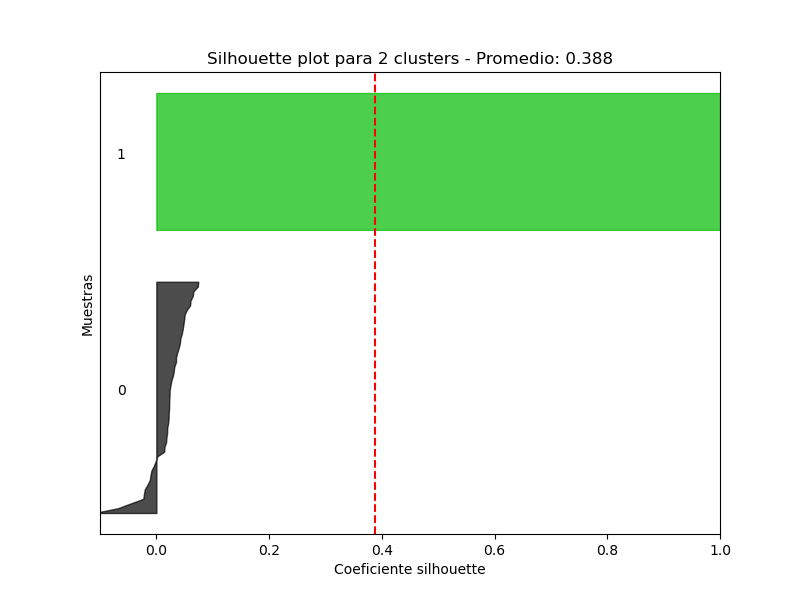 Silhouette plot para 2 clusters - Promedio: 0.388
1
0
Muestras
0.0 0.2 0.4 0.6 0.8 1.0
Coeficiente silhouette